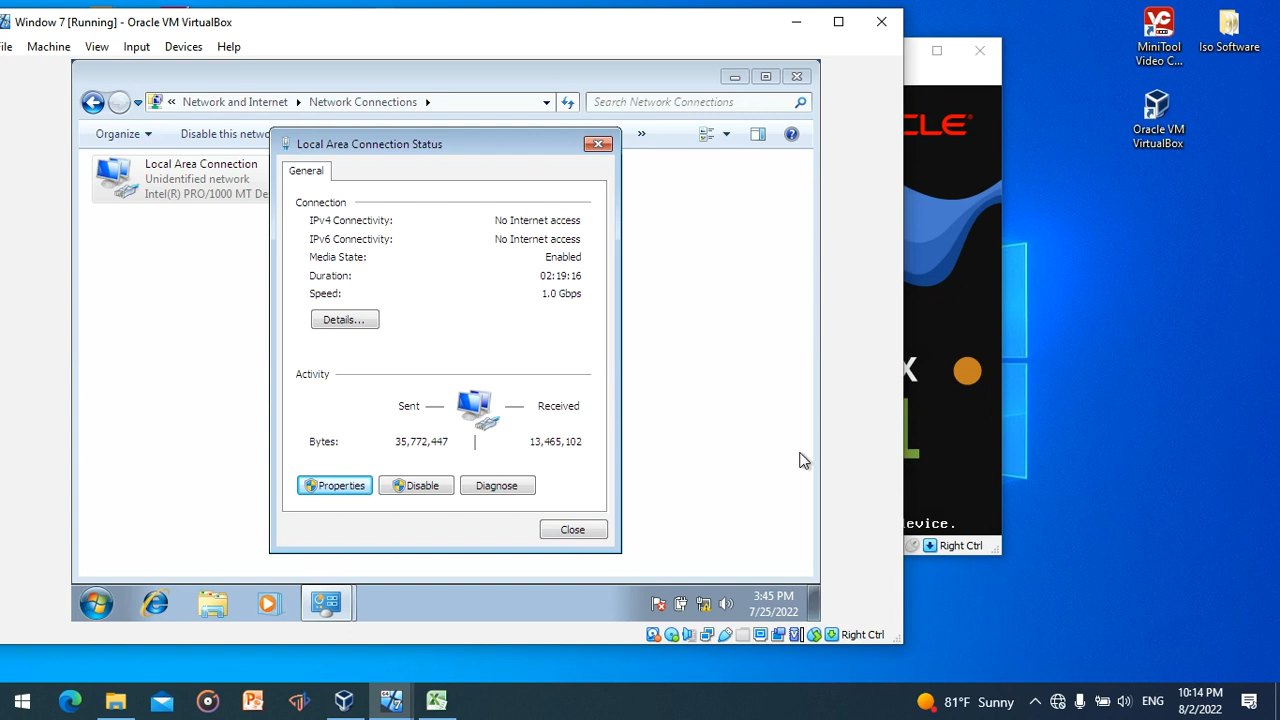 Window 7 [Running] - Oracle VM VirtualBox
File Machine View Input Devices Help
« Network and Internet Network Connections
Search Network Connections
Organize Disable this netwo »
Local Area Connection
Unidentified network
Intel(R) PRO/1000 MT De
Local Area Connection Status
General
Connection
IPv4 Connectivity: No Internet access
IPv6 Connectivity: No Internet access
Media State: Enabled
Duration: 02:19:16
Speed: 1.0 Gbps
Details...
Activity
Sent Received
Bytes: 35,772,447 13,465,102
Properties Disable Diagnose
Close
3:45 PM
7/25/2022
Right Ctrl
CLE®
X
L
device.
Right Ctrl
MiniTool
Video C...
Iso Software
Oracle VM
VirtualBox
81°F Sunny
ENG
10:14 PM
8/2/2022